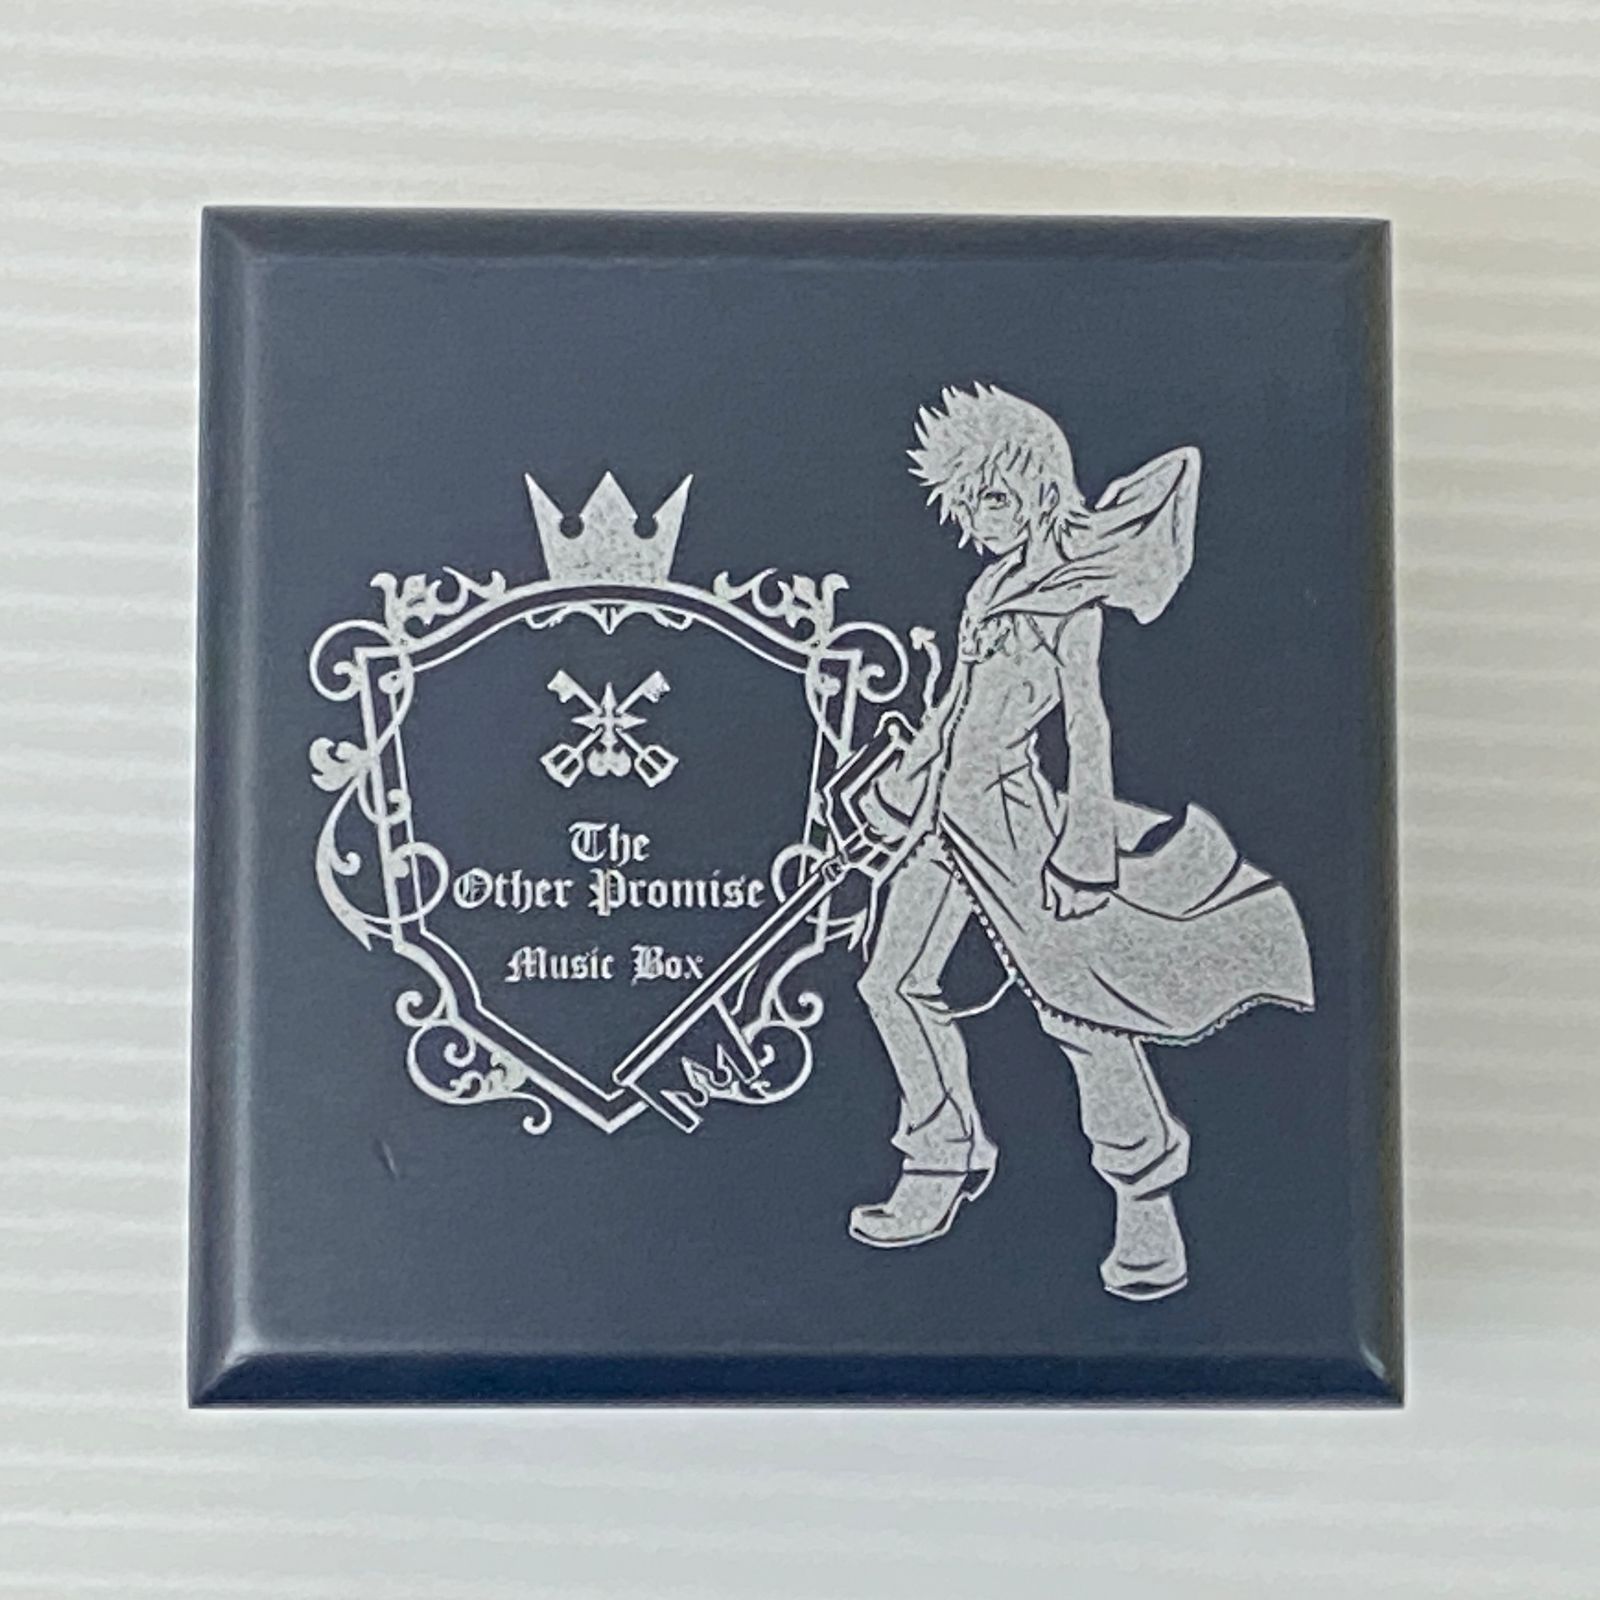 The
Other Promise
Music Box